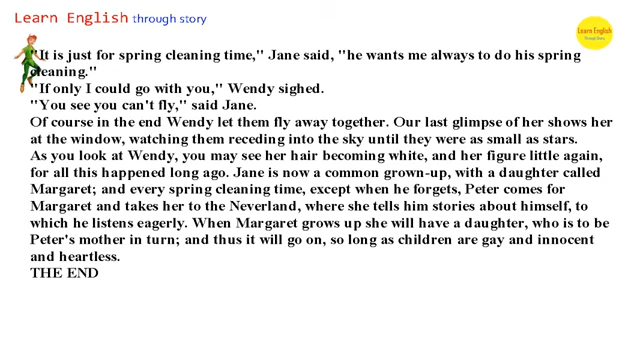 Learn English through story
Learn English
Through Story
"It is just for spring cleaning time," Jane said, "he wants me always to do his spring
cleaning."
"If only I could go with you," Wendy sighed.
"You see you can't fly," said Jane.
Of course in the end Wendy let them fly away together. Our last glimpse of her shows her
at the window, watching them receding into the sky until they were as small as stars.
As you look at Wendy, you may see her hair becoming white, and her figure little again,
for all this happened long ago. Jane is now a common grown-up, with a daughter called
Margaret; and every spring cleaning time, except when he forgets, Peter comes for
Margaret and takes her to the Neverland, where she tells him stories about himself, to
which he listens eagerly. When Margaret grows up she will have a daughter, who is to be
Peter's mother in turn; and thus it will go on, so long as children are gay and innocent
and heartless.
THE END